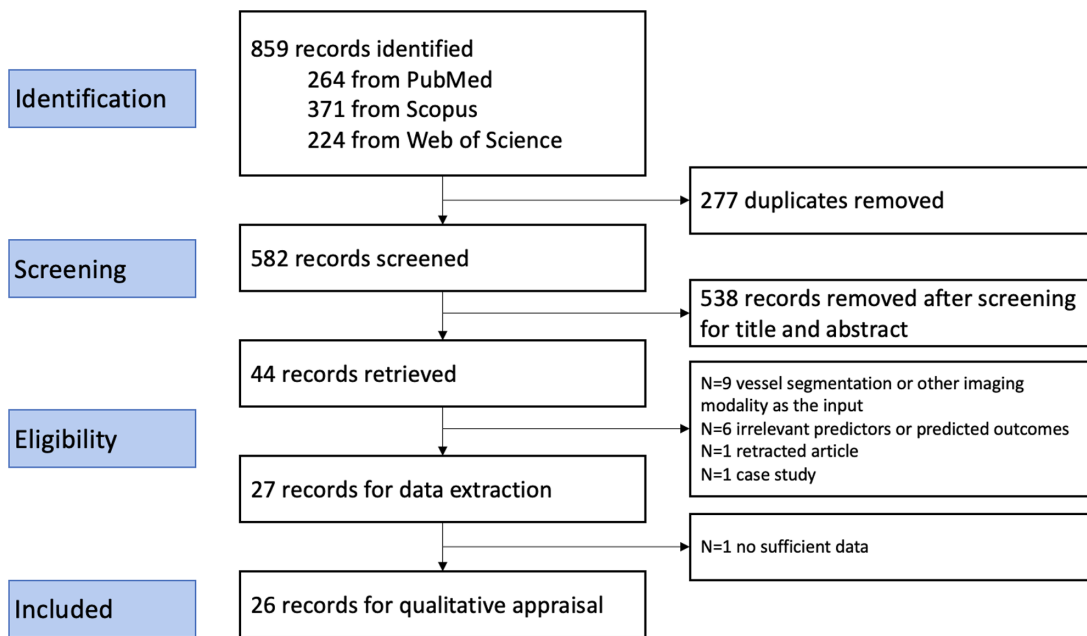 859 records identified
264 from PubMed
371 from Scopus
224 from Web of Science
Identification
277 duplicates removed
582 records screened
Screening
538 records removed after screening
for title and abstract
44 records retrieved
N=9 vessel segmentation or other imaging
modality as the input
N=6 irrelevant predictors or predicted outcomes
N=1 retracted article
N=1 case study
Eligibility
27 records for data extraction
N=1 no sufficient data
Included
26 records for qualitative appraisal